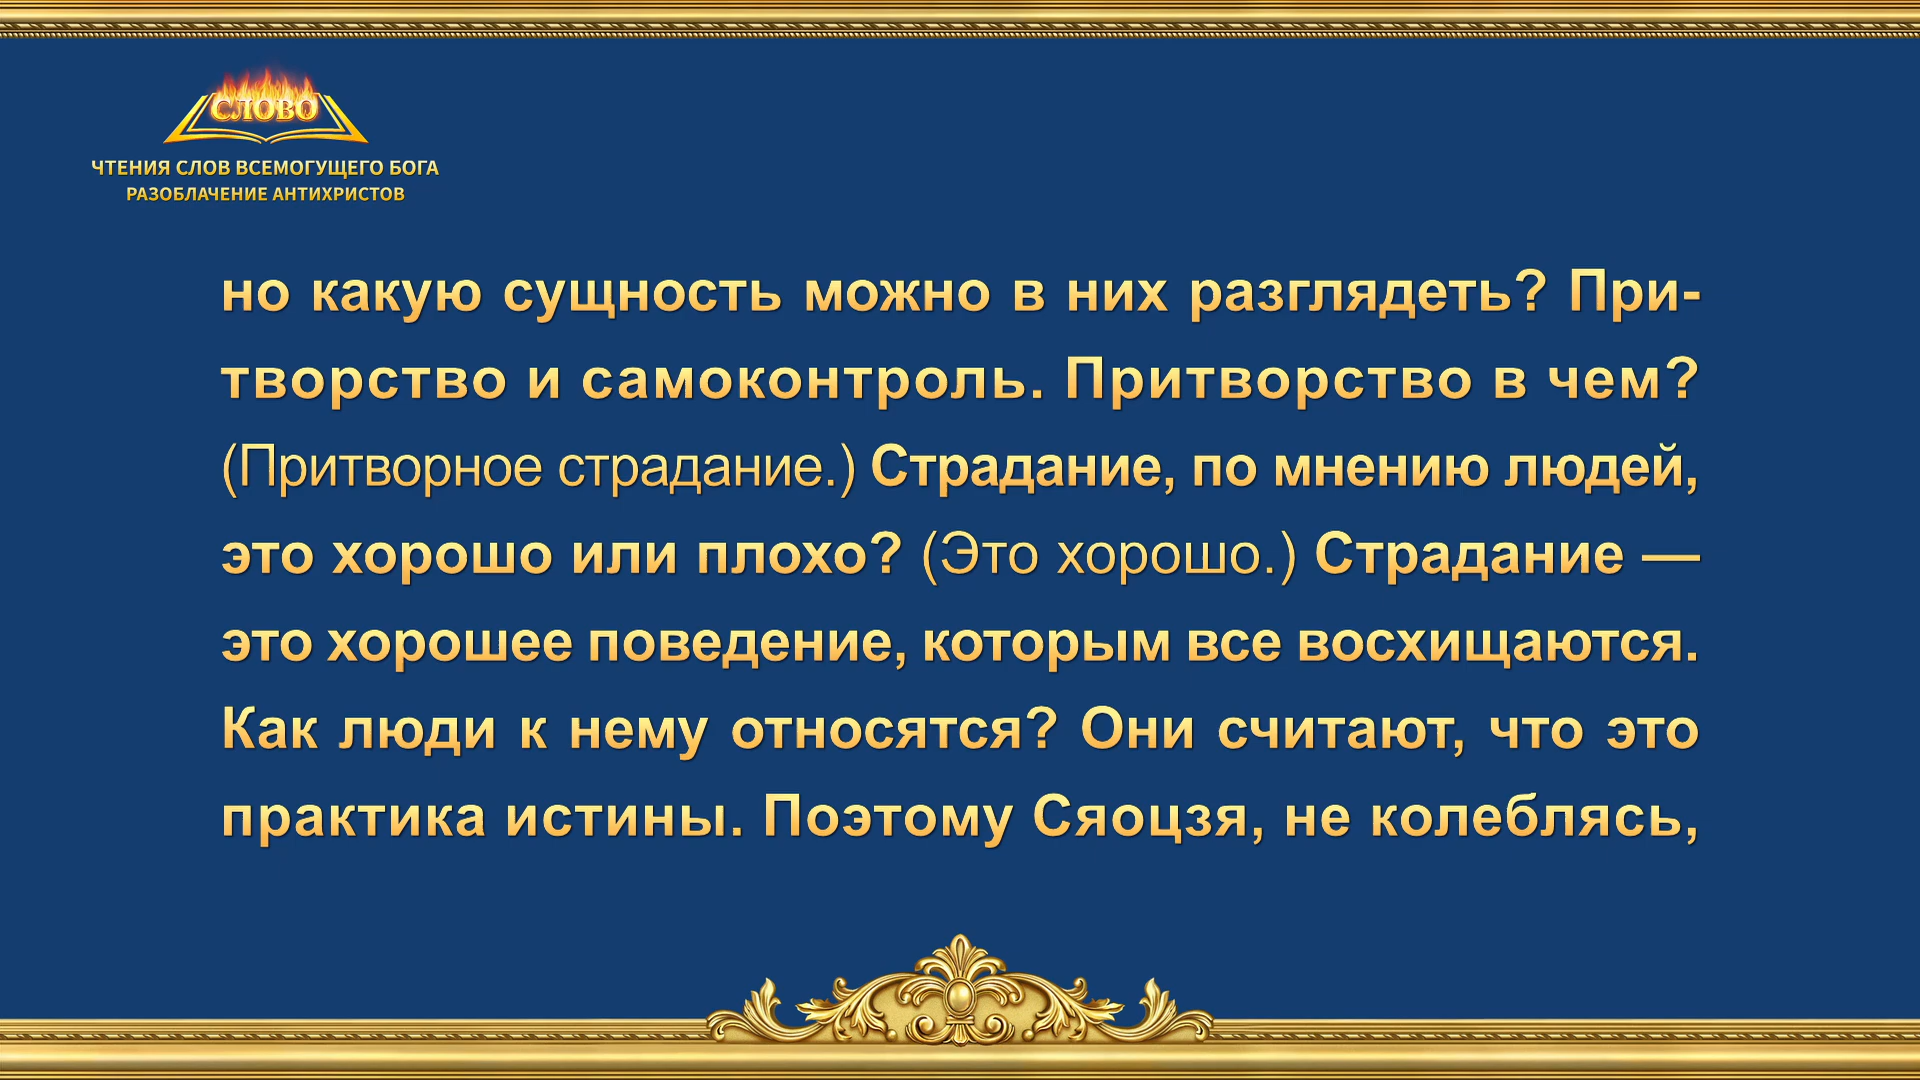 СЛОВО
ЧТЕНИЯ СЛОВ ВСЕМОГУЩЕГО БОГА
РАЗОБЛАЧЕНИЕ АНТИХРИСТОВ
но какую сущность можно в них разглядеть? При-
творство и самоконтроль. Притворство в чем?
(Притворное страдание.) Страдание, по мнению людей,
это хорошо или плохо? (Это хорошо.) Страдание —
это хорошее поведение, которым все восхищаются.
Как люди к нему относятся? Они считают, что это
практика истины. Поэтому Сяоцзя, не колеблясь,